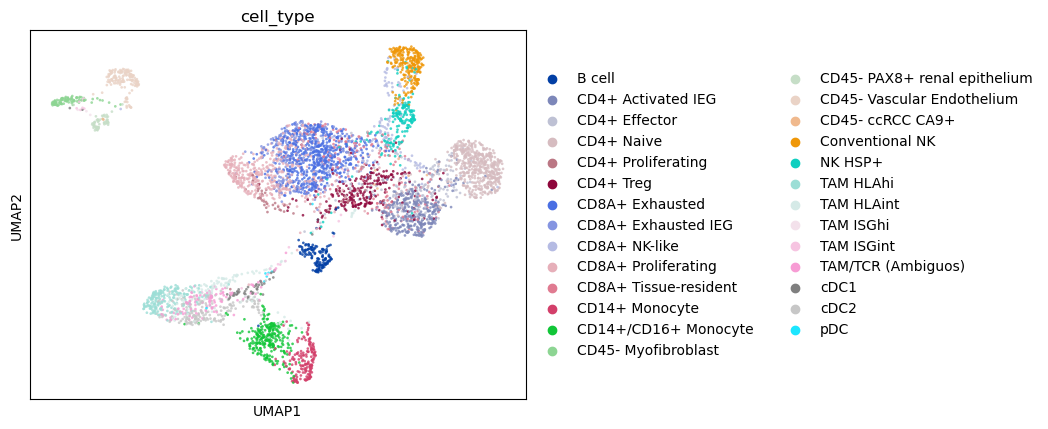 cell_type
UMAP2
UMAP1
B cell
CD4+ Activated IEG
CD4+ Effector
CD4+ Naive
CD4+ Proliferating
CD4+ Treg
CD8A+ Exhausted
CD8A+ Exhausted IEG
CD8A+ NK-like
CD8A+ Proliferating
CD8A+ Tissue-resident
CD14+ Monocyte
CD14+/CD16+ Monocyte
CD45- Myofibroblast
CD45- PAX8+ renal epithelium
CD45- Vascular Endothelium
CD45- ccRCC CA9+
Conventional NK
NK HSP+
TAM HLAhi
TAM HLAint
TAM ISGhi
TAM ISGint
TAM/TCR (Ambiguos)
cDC1
cDC2
pDC